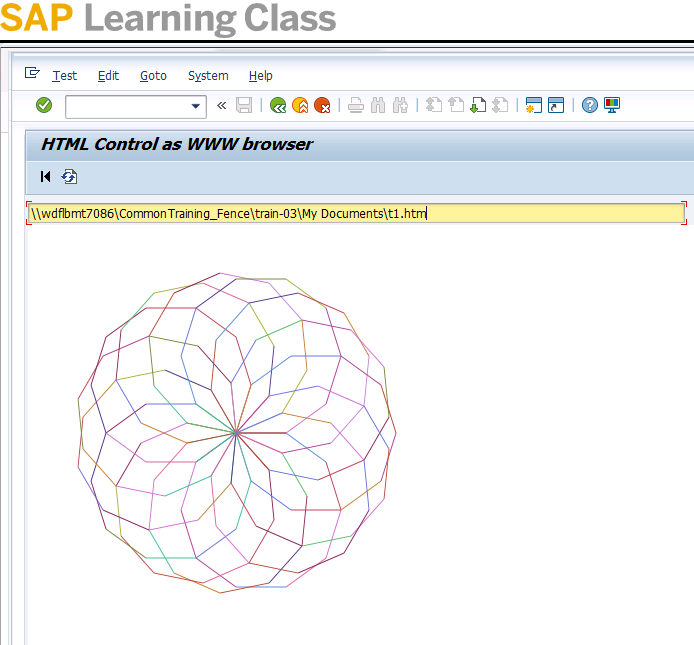 SAP Learning Class
Test Edit Goto System Help
HTML Control as WWW browser
\\wdflbmt7086\CommonTraining_Fence\train-03\My Documents\t1.htm